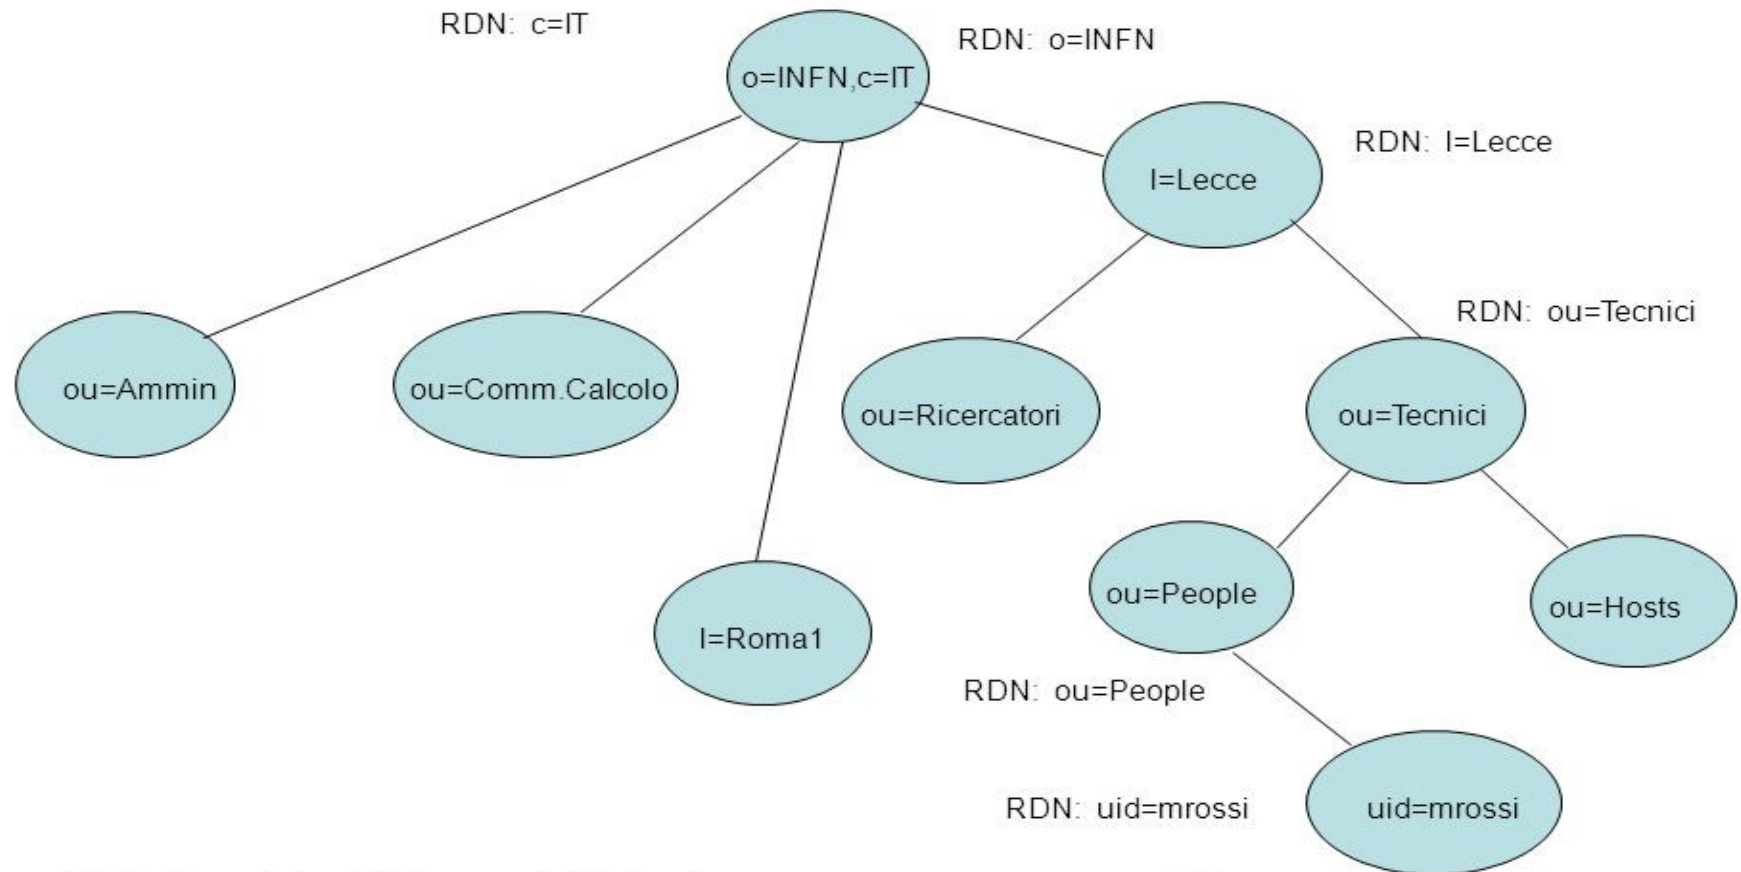 RDN: c=IT
RDN: o=INFN
o=INFN,c=IT
RDN: l=Lecce
l=Lecce
RDN: ou=Tecnici
ou=Ammin
ou=Comm.Calcolo
ou=Ricercatori
ou=Tecnici
ou=People
ou=Hosts
l=Roma1
RDN: ou=People
RDN: uid=mrossi
uid=mrossi